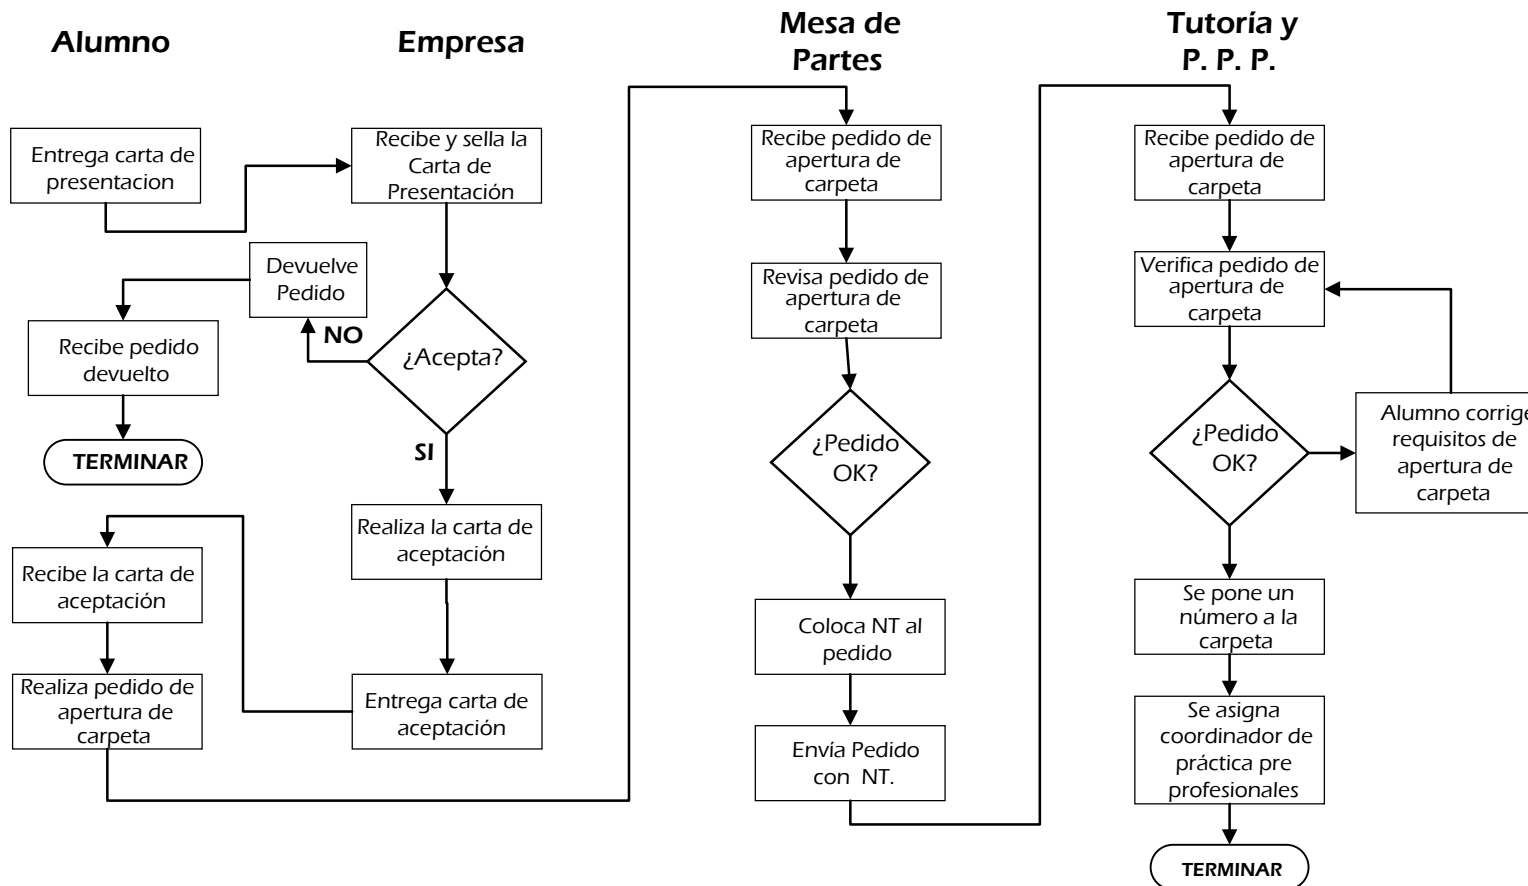 Alumno
Empresa
Mesa de
Partes
Tutoría y
P. P. P.
Entrega carta de
presentacion
Recibe y sella la
Carta de
Presentación
Devuelve
Pedido
NO
¿Acepta?
Recibe pedido
devuelto
TERMINAR
SI
Realiza la carta de
aceptación
Recibe la carta de
aceptación
Realiza pedido de
apertura de
carpeta
Entrega carta de
aceptación
Recibe pedido de
apertura de
carpeta
Revisa pedido de
apertura de
carpeta
¿Pedido
OK?
Coloca NT al
pedido
Envía Pedido
con NT.
Recibe pedido de
apertura de
carpeta
Verifica pedido de
apertura de
carpeta
¿Pedido
OK?
Alumno corrige
requisitos de
apertura de
carpeta
Se pone un
número a la
carpeta
Se asigna
coordinador de
práctica pre
profesionales
TERMINAR